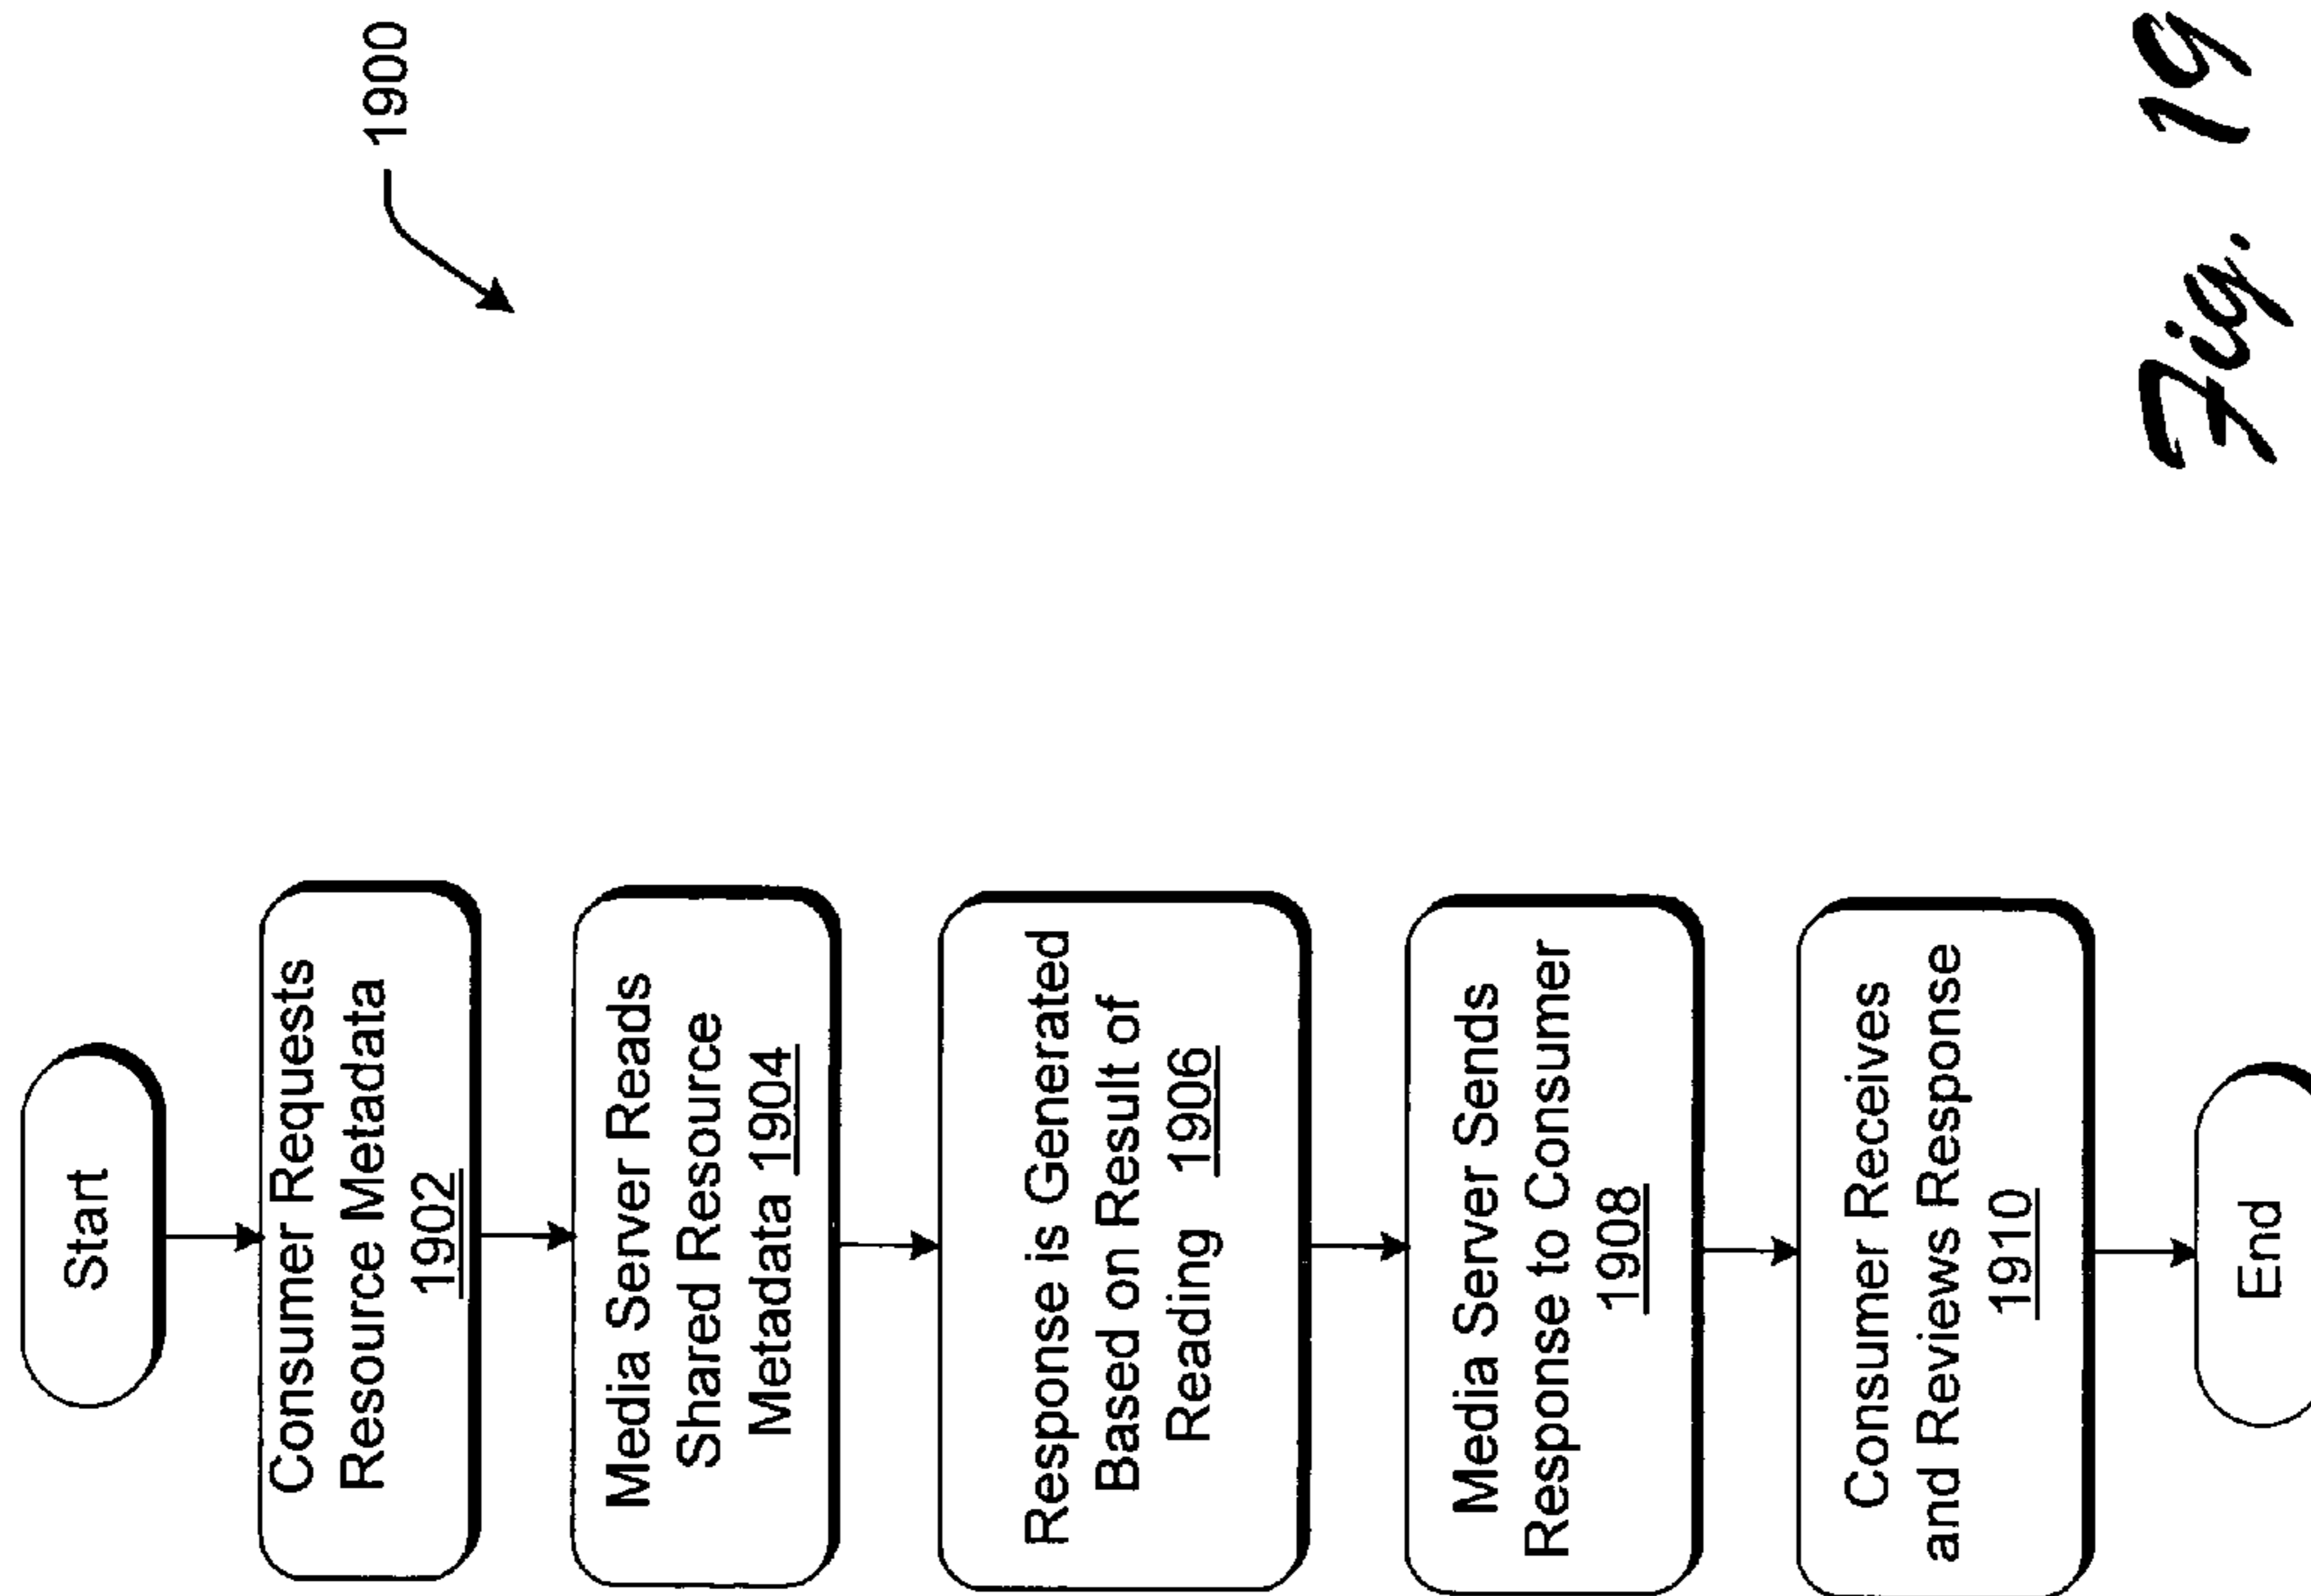 Start
Consumer Requests
Resource Metadata
1902
Media Server Reads
Shared Resource
Metadata 1904
Response is Generated
Based on Result of
Reading 1906
Media Server Sends
Response to Consumer
1908
Consumer Receives
and Reviews Response
1910
End
1900
Fig. 19